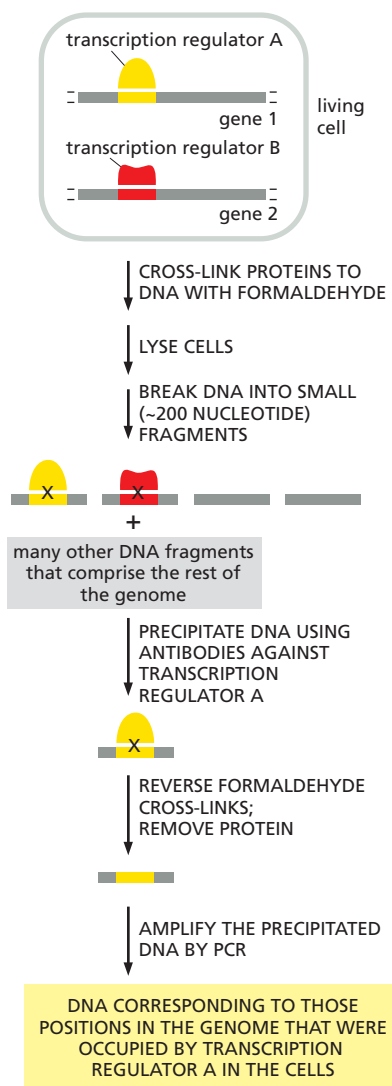 transcription regulator A
gene 1
living
cell
transcription regulator B
gene 2
CROSS-LINK PROTEINS TO
DNA WITH FORMALDEHYDE
LYSE CELLS
BREAK DNA INTO SMALL
(~200 NUCLEOTIDE)
FRAGMENTS
X X
+
many other DNA fragments
that comprise the rest of
the genome
PRECIPITATE DNA USING
ANTIBODIES AGAINST
TRANSCRIPTION
REGULATOR A
X
REVERSE FORMALDEHYDE
CROSS-LINKS;
REMOVE PROTEIN
AMPLIFY THE PRECIPITATED
DNA BY PCR
DNA CORRESPONDING TO THOSE
POSITIONS IN THE GENOME THAT WERE
OCCUPIED BY TRANSCRIPTION
REGULATOR A IN THE CELLS